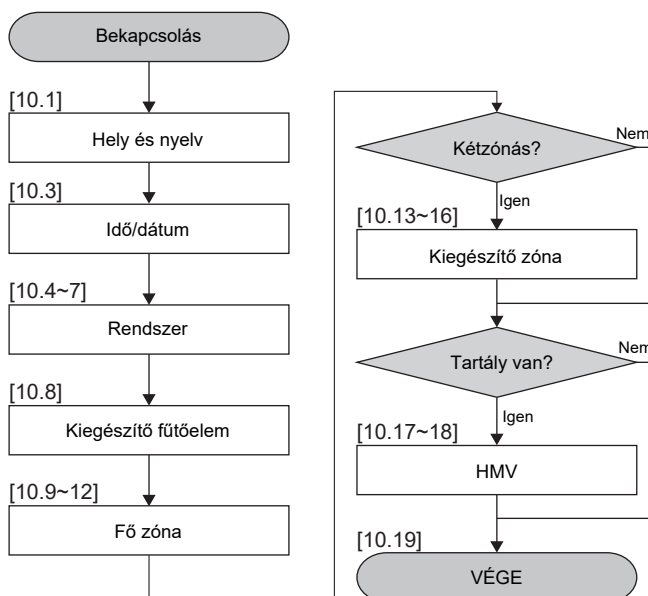 Bekapcsolás
[10.1]
Hely és nyelv
[10.3]
Idő/dátum
[10.4~7]
Rendszer
[10.8]
Kiegészítő fűtőelem
[10.9~12]
Fő zóna
Kétzónás?
Nem
Igen
[10.13~16]
Kiegészítő zóna
Tartály van?
Nem
Igen
[10.17~18]
HMV
[10.19]
VÉGE